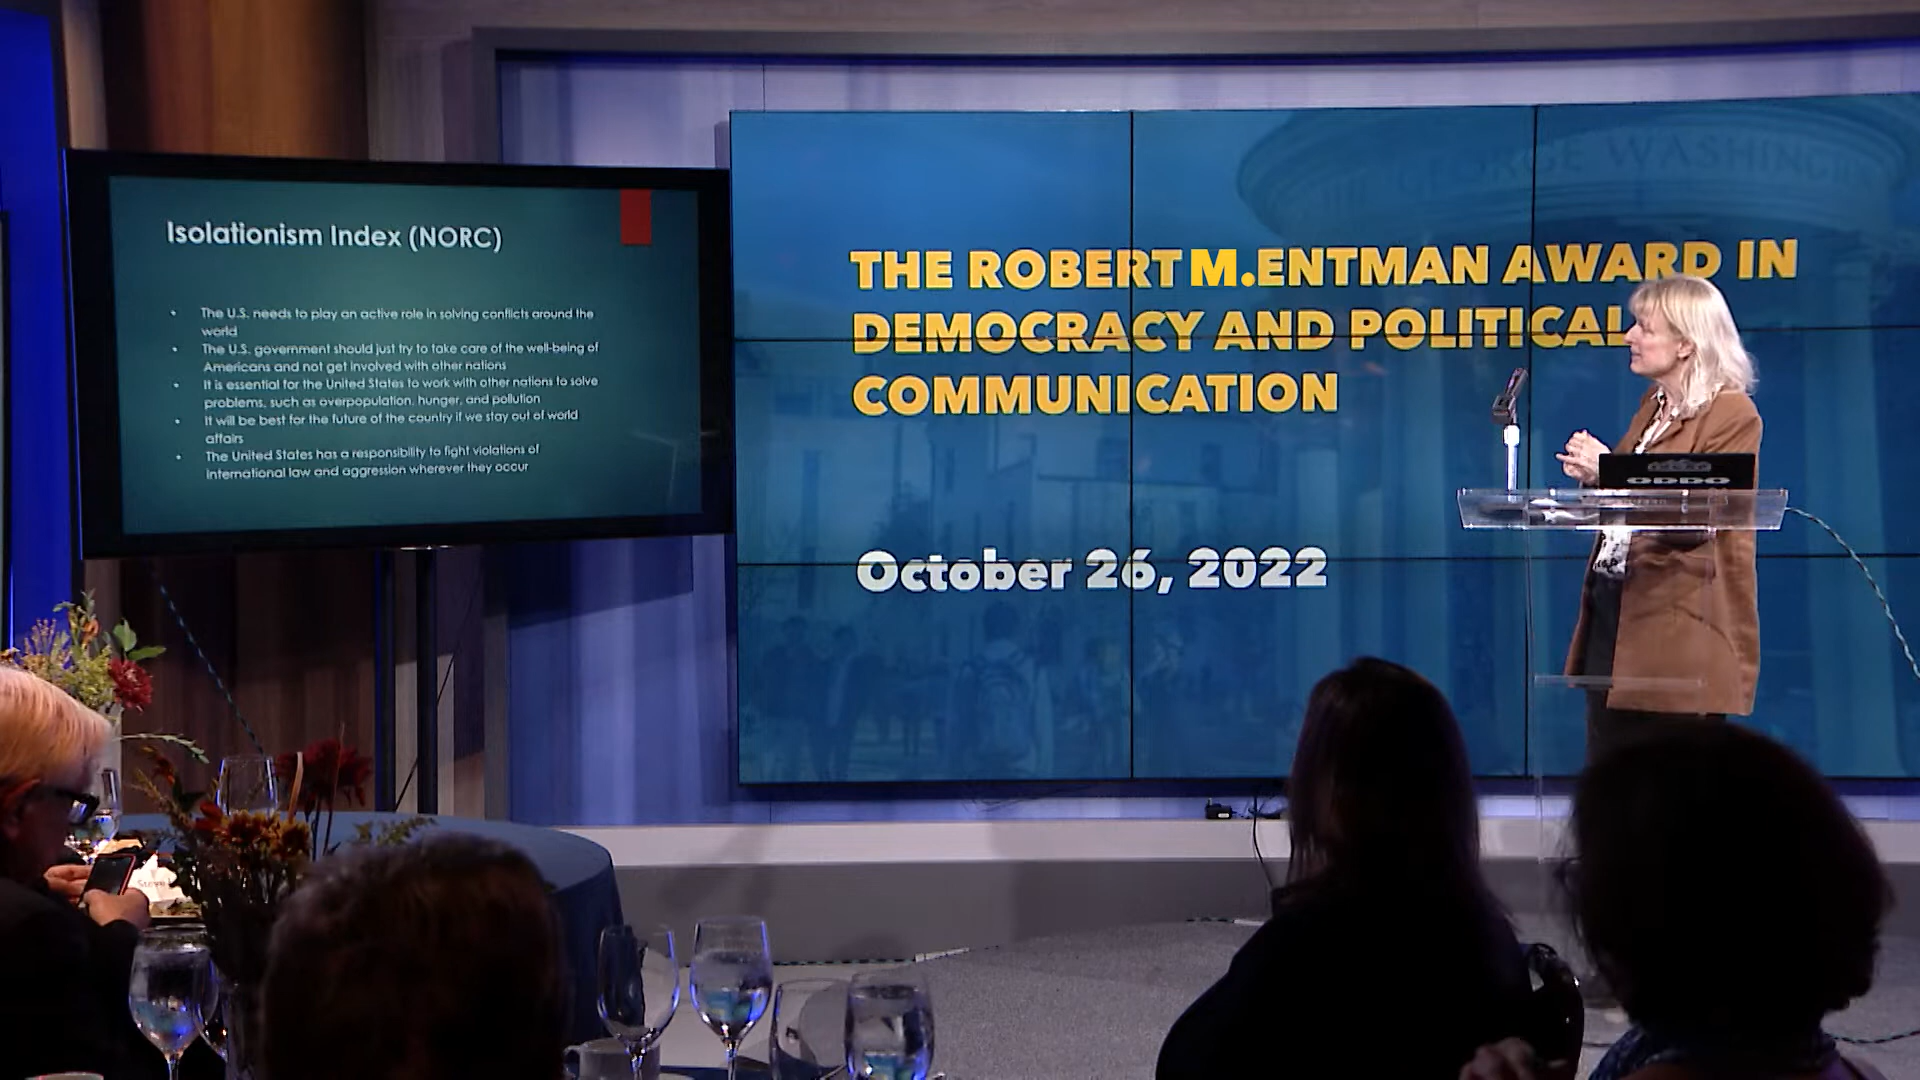 Isolationism Index (NORC)
• The U.S. needs to play an active role in solving conflicts around the
world
• The U.S. government should just try to take care of the well-being of
Americans and not get involved with other nations
• It is essential for the United States to work with other nations to solve
problems, such as overpopulation, hunger, and pollution
• It will be best for the future of the country if we stay out of world
affairs
• The United States has a responsibility to fight violations of
international law and aggression wherever they occur
GEORGE WASHINGTON
THE ROBERT M.ENTMAN AWARD IN
DEMOCRACY AND POLITICAL
COMMUNICATION
October 26, 2022
Steve